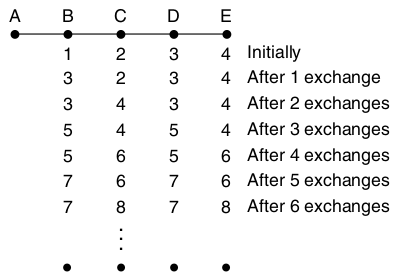 A B C D E
1 2 3 4 Initially
3 2 3 4 After 1 exchange
3 4 3 4 After 2 exchanges
5 4 5 4 After 3 exchanges
5 6 5 6 After 4 exchanges
7 6 7 6 After 5 exchanges
7 8 7 8 After 6 exchanges